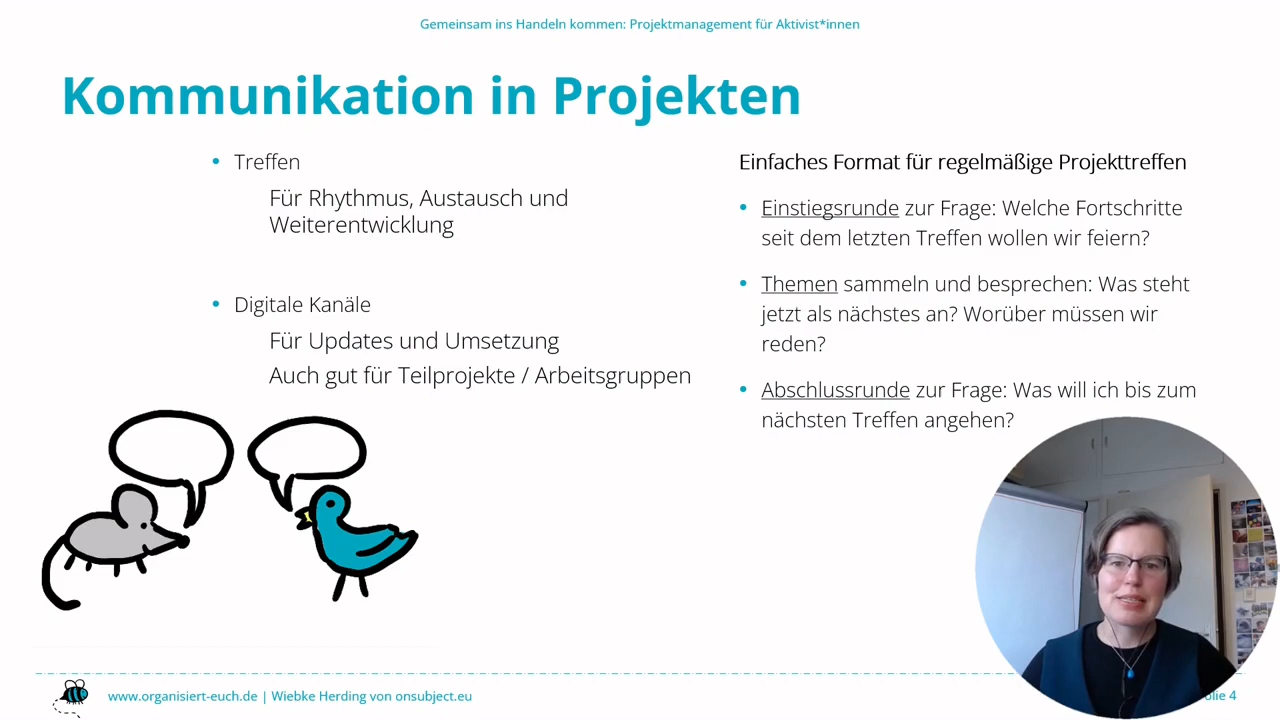 Gemeinsam ins Handeln kommen: Projektmanagement für Aktivist*innen
Kommunikation in Projekten
• Treffen
Für Rhythmus, Austausch und
Weiterentwicklung
• Digitale Kanäle
Für Updates und Umsetzung
Auch gut für Teilprojekte / Arbeitsgruppen
Einfaches Format für regelmäßige Projekttreffen
• Einstiegsrunde zur Frage: Welche Fortschritte
seit dem letzten Treffen wollen wir feiern?
• Themen sammeln und besprechen: Was steht
jetzt als nächstes an? Worüber müssen wir
reden?
• Abschlussrunde zur Frage: Was will ich bis zum
nächsten Treffen angehen?
www.organisiert-euch.de | Wiebke Herding von onsubject.eu
4